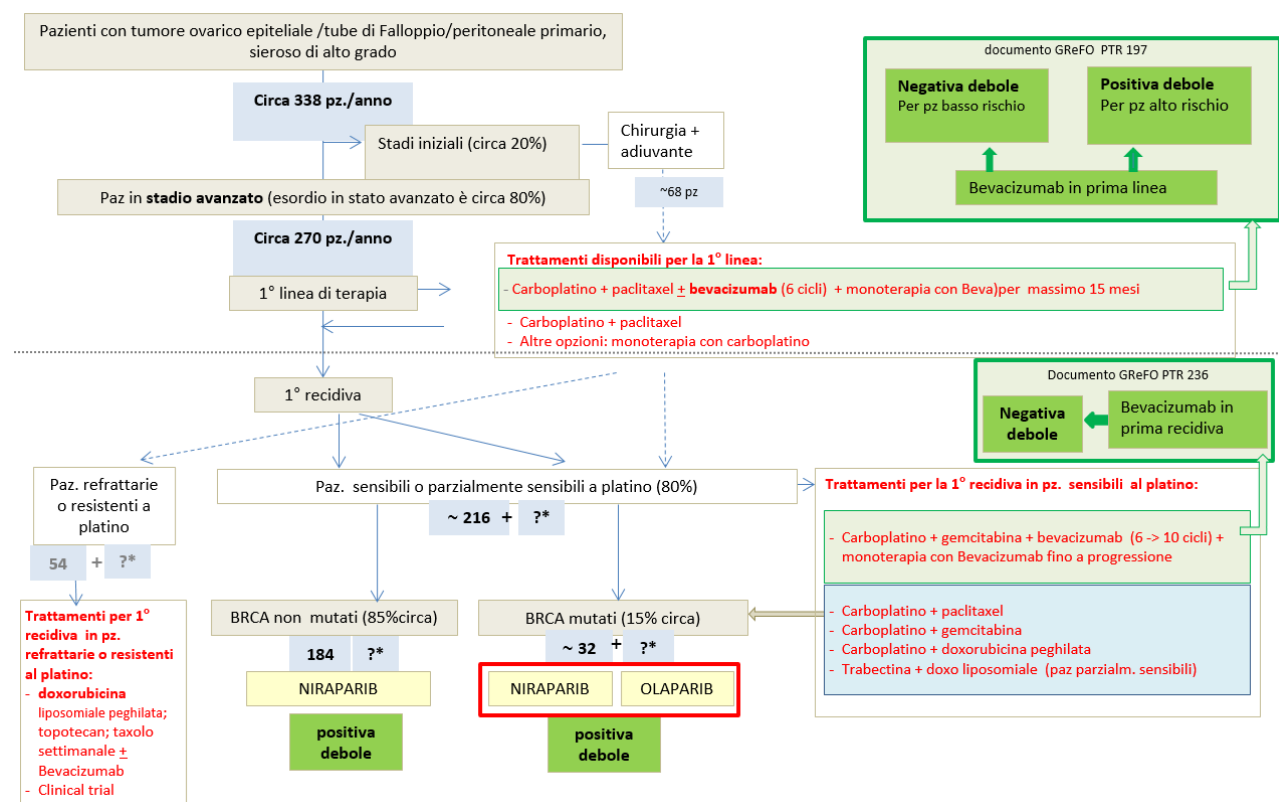 Pazienti con tumore ovarico epiteliale /tube di Falloppio/peritoneale primario,
sieroso di alto grado
Circa 338 pz./anno
Stadi iniziali (circa 20%)
Chirurgia +
adiuvante
~68 pz
Paz in stadio avanzato (esordio in stato avanzato è circa 80%)
Circa 270 pz./anno
1° linea di terapia
documento GReFO PTR 197
Negativa debole
Per pz basso rischio
Positiva debole
Per pz alto rischio
Bevacizumab in prima linea
Trattamenti disponibili per la 1° linea:
- Carboplatino + paclitaxel + bevacizumab (6 cicli) + monoterapia con Beva)per massimo 15 mesi
- Carboplatino + paclitaxel
- Altre opzioni: monoterapia con carboplatino
1° recidiva
Documento GReFO PTR 236
Negativa
debole
Bevacizumab in
prima recidiva
Paz. refrattarie
o resistenti a
platino
54 + ?*
Paz. sensibili o parzialmente sensibili a platino (80%)
~ 216 + ?*
Trattamenti per la 1° recidiva in pz. sensibili al platino:
- Carboplatino + gemcitabina + bevacizumab (6 -> 10 cicli) +
monoterapia con Bevacizumab fino a progressione
- Carboplatino + paclitaxel
- Carboplatino + gemcitabina
- Carboplatino + doxorubicina peghilata
- Trabectina + doxo liposomiale (paz parzialm. sensibili)
Trattamenti per 1°
recidiva in pz.
refrattarie o resistenti
al platino:
- doxorubicina
liposomiale peghilata;
topotecan; taxolo
settimanale +
Bevacizumab
- Clinical trial
BRCA non mutati (85%circa)
184 ?*
NIRAPARIB
positiva
debole
BRCA mutati (15% circa)
~ 32 + ?*
NIRAPARIB
OLAPARIB
positiva
debole